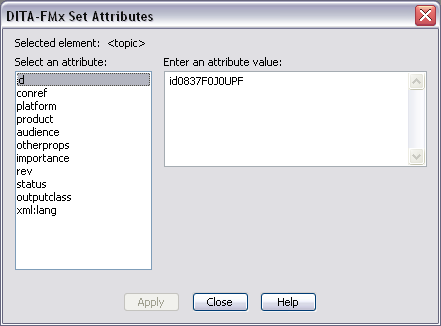 DITA-FMx Set Attributes
Selected element: <topic>
Select an attribute:
id
conref
platform
product
audience
otherprops
importance
rev
status
outputclass
xml:lang
Enter an attribute value:
id0837F0J0UPF
Apply
Close
Help